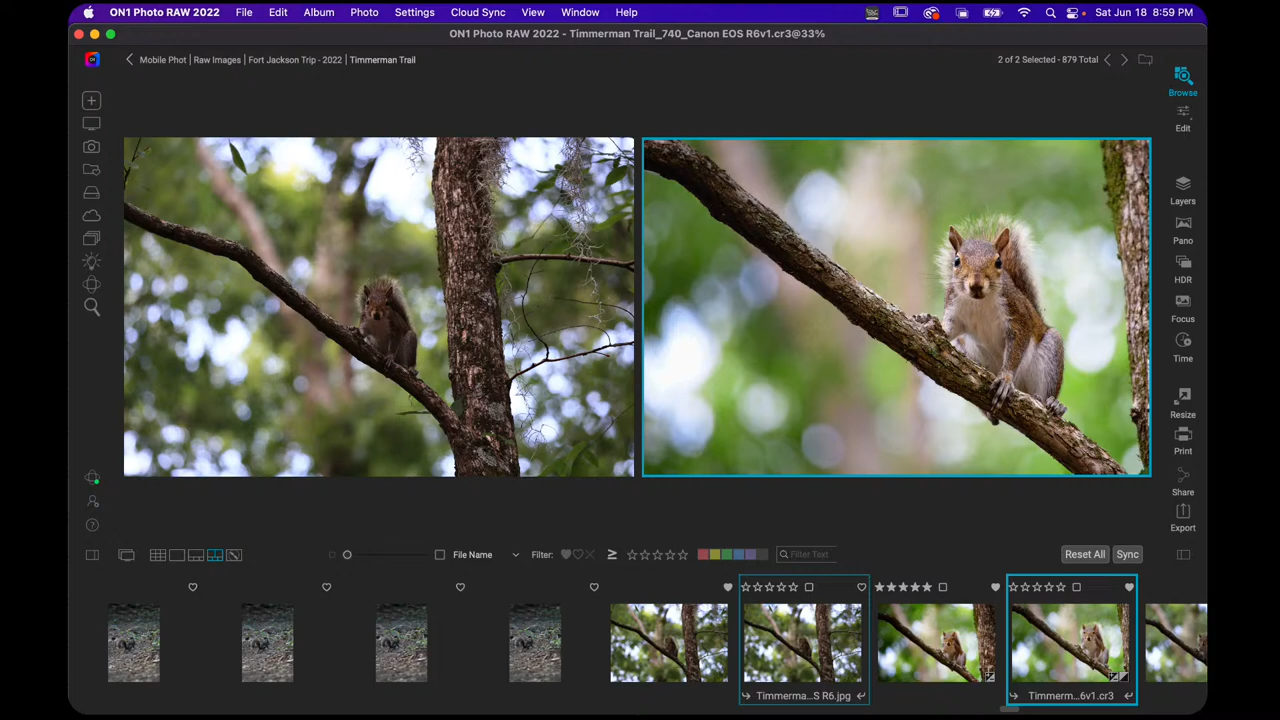 ON1 Photo RAW 2022 File Edit Album Photo Settings Cloud Sync View Window Help Sat Jun 18 8:59 PM
ON1 Photo RAW 2022 - Timmerman Trail_740_Canon EOS R6v1.cr3@33%
Mobile Phot | Raw Images | Fort Jackson Trip - 2022 | Timmerman Trail 2 of 2 Selected - 879 Total
Browse
Edit
Layers
Pano
HDR
Focus
Time
Resize
Print
Share
Export
File Name Filter: Filter Text Reset All Sync
Timmerma...S R6.jpg Timmerm...6v1.cr3